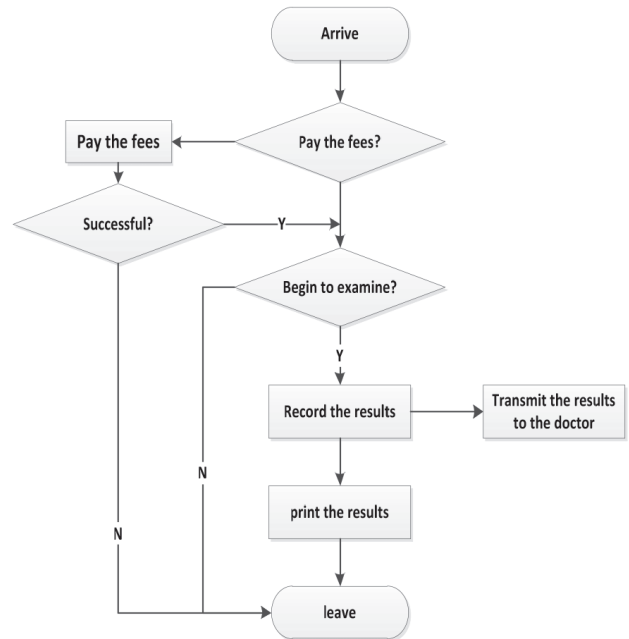 Arrive
Pay the fees
Pay the fees?
Successful?
Y
Begin to examine?
Y
Record the results
Transmit the results
to the doctor
N
print the results
N
leave